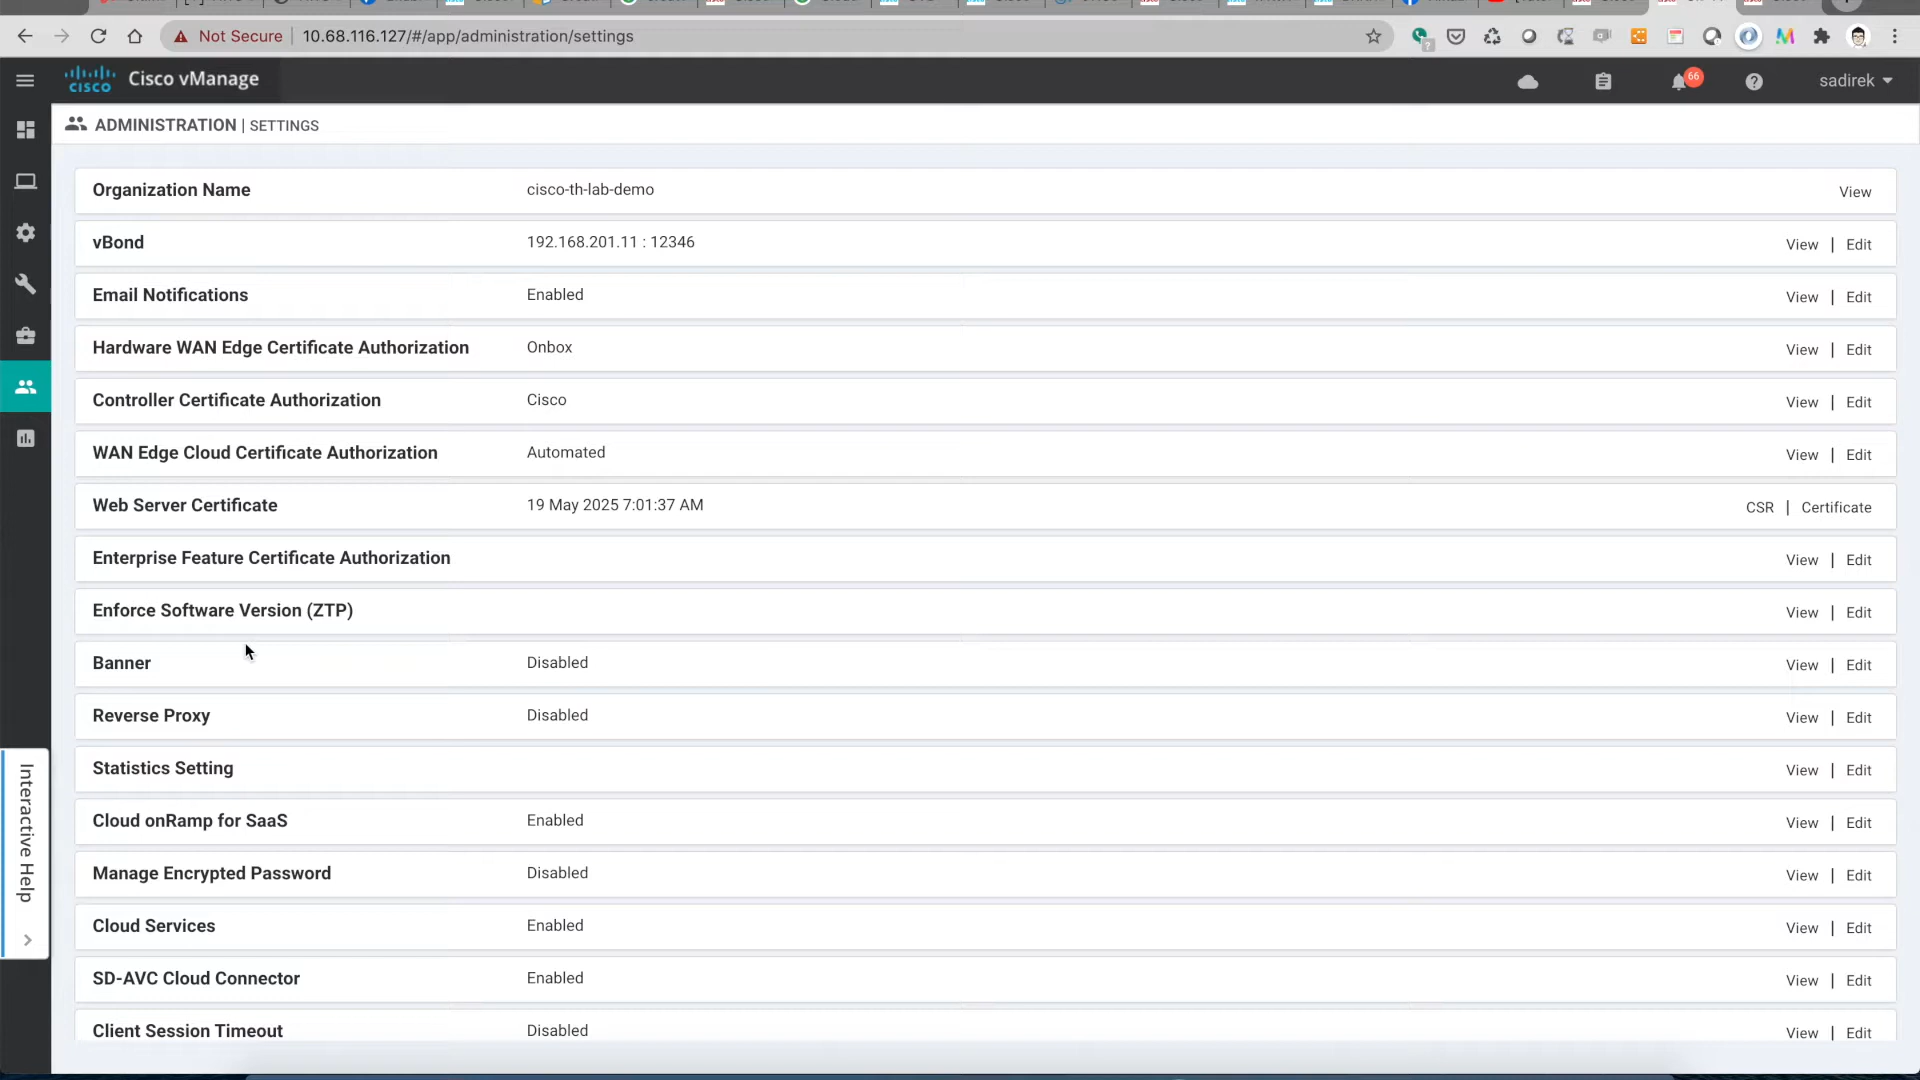 Not Secure
10.68.116.127/#/app/administration/settings
cisco
Cisco vManage
66
sadirek
ADMINISTRATION | SETTINGS
Organization Name cisco-th-lab-demo View
vBond 192.168.201.11 : 12346 View | Edit
Email Notifications Enabled View | Edit
Hardware WAN Edge Certificate Authorization Onbox View | Edit
Controller Certificate Authorization Cisco View | Edit
WAN Edge Cloud Certificate Authorization Automated View | Edit
Web Server Certificate 19 May 2025 7:01:37 AM CSR | Certificate
Enterprise Feature Certificate Authorization View | Edit
Enforce Software Version (ZTP) View | Edit
Banner Disabled View | Edit
Reverse Proxy Disabled View | Edit
Statistics Setting View | Edit
Cloud onRamp for SaaS Enabled View | Edit
Manage Encrypted Password Disabled View | Edit
Cloud Services Enabled View | Edit
SD-AVC Cloud Connector Enabled View | Edit
Client Session Timeout Disabled View | Edit
Interactive Help